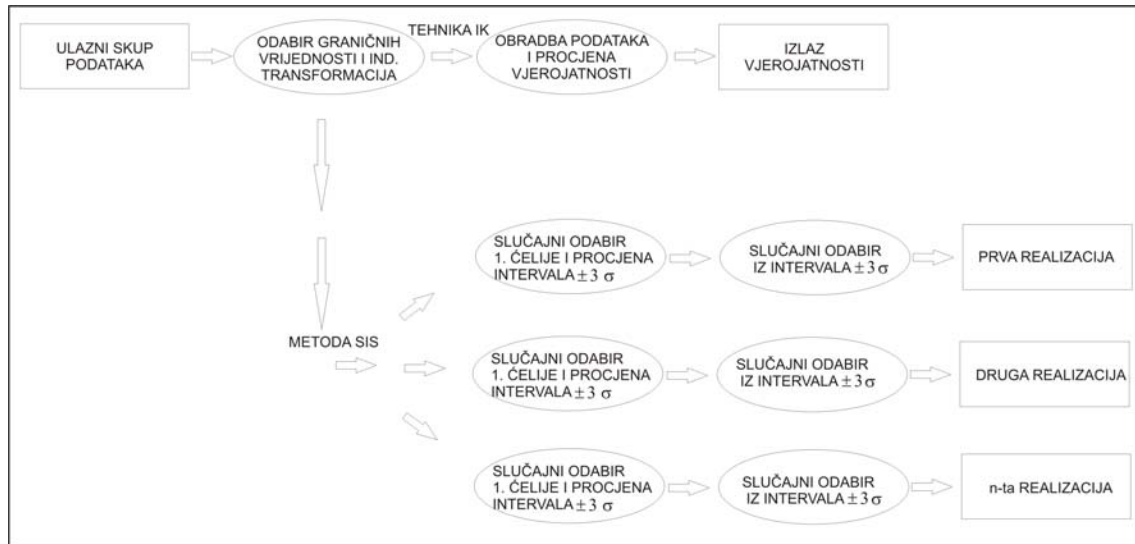 ULAZNI SKUP
PODATAKA
ODABIR GRANIČNIH
VRIJEDNOSTI I IND.
TRANSFORMACIJA
TEHNIKA IK
OBRADBA PODATAKA
I PROCJENA
VJEROJATNOSTI
IZLAZ
VJEROJATNOSTI
METODA SIS
SLUČAJNI ODABIR
1. ĆELIJE I PROCJENA
INTERVALA ±3 σ
SLUČAJNI ODABIR
IZ INTERVALA ±3σ
PRVA REALIZACIJA
SLUČAJNI ODABIR
1. ĆELIJE I PROCJENA
INTERVALA ±3 σ
SLUČAJNI ODABIR
IZ INTERVALA ±3σ
DRUGA REALIZACIJA
SLUČAJNI ODABIR
1. ĆELIJE I PROCJENA
INTERVALA ±3 σ
SLUČAJNI ODABIR
IZ INTERVALA ±3σ
n-ta REALIZACIJA